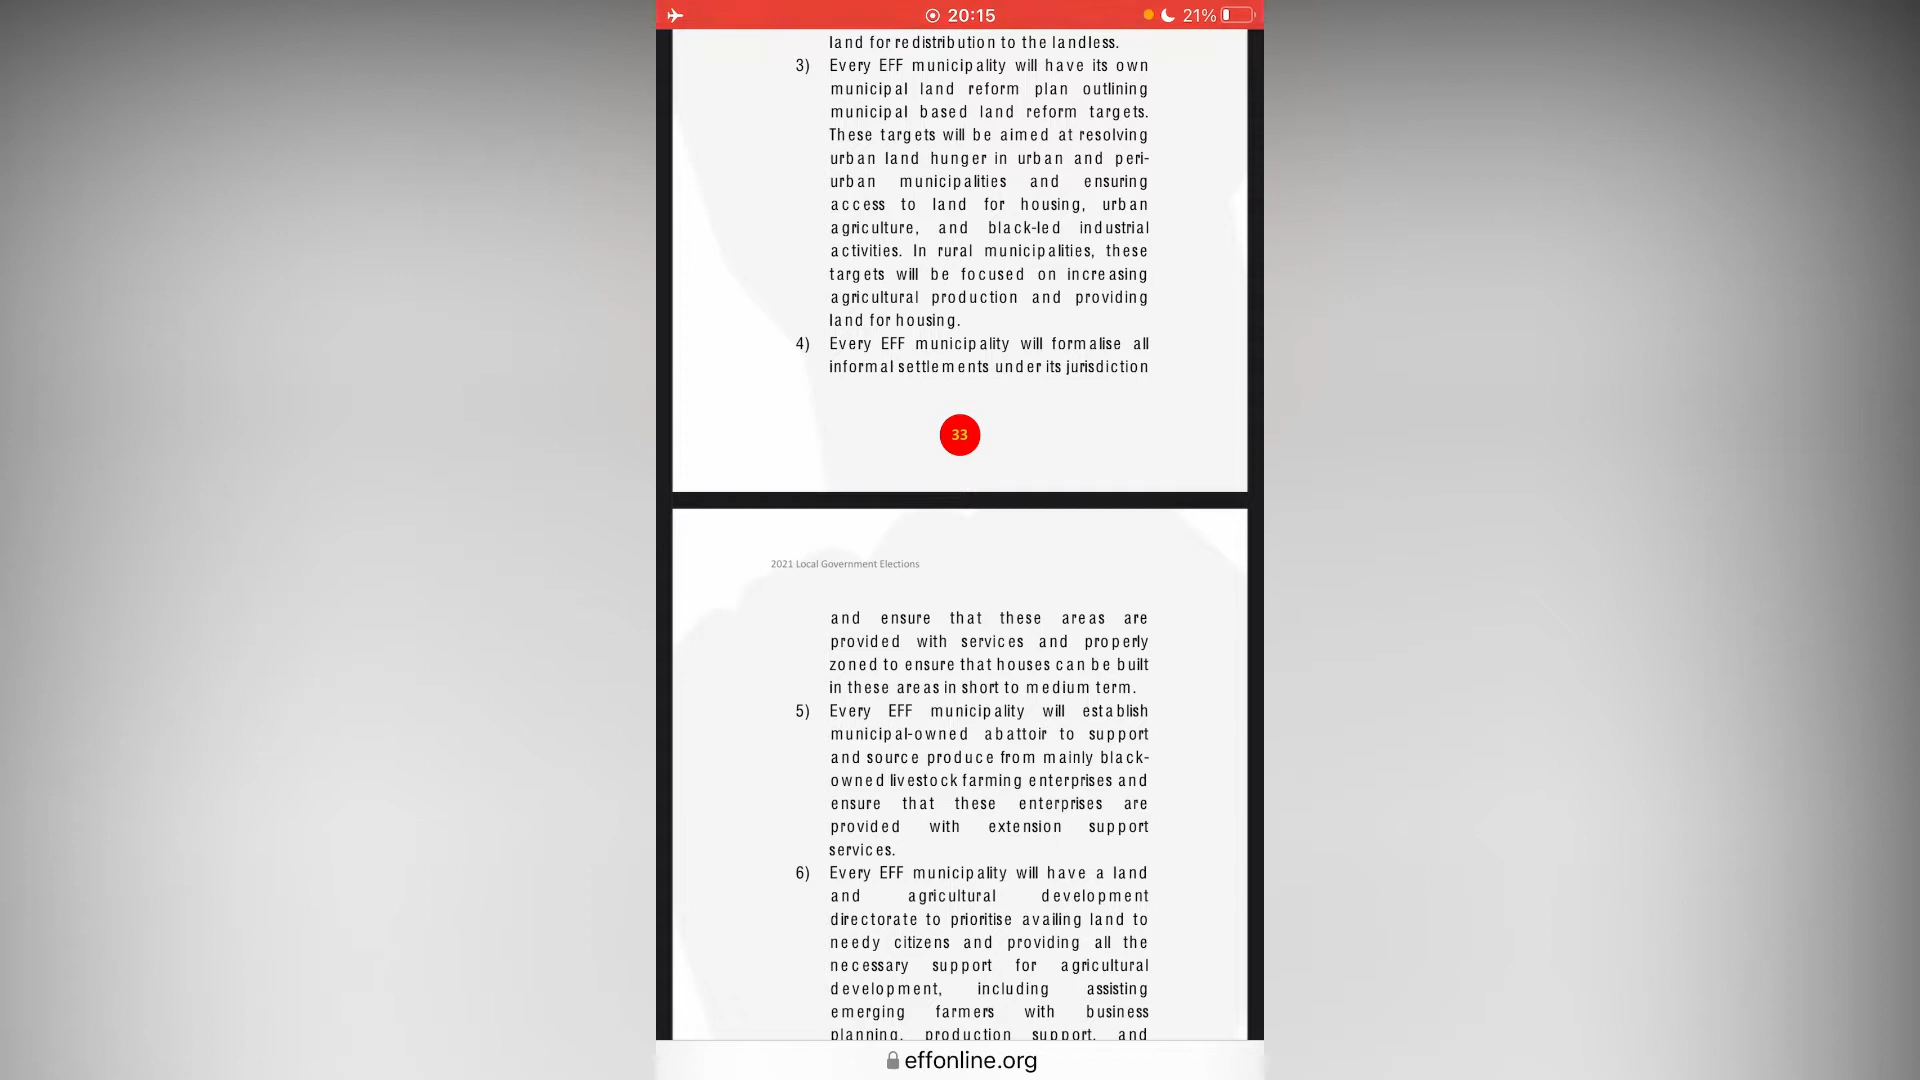 20:15
21%
land for redistribution to the landless.
3) Every EFF municipality will have its own
municipal land reform plan outlining
municipal based land reform targets.
These targets will be aimed at resolving
urban land hunger in urban and peri-
urban municipalities and ensuring
access to land for housing, urban
agriculture, and black-led industrial
activities. In rural municipalities, these
targets will be focused on increasing
agricultural production and providing
land for housing.
4) Every EFF municipality will formalise all
informal settlements under its jurisdiction
33
2021 Local Government Elections
and ensure that these areas are
provided with services and properly
zoned to ensure that houses can be built
in these areas in short to medium term.
5) Every EFF municipality will establish
municipal-owned abattoir to support
and source produce from mainly black-
owned livestock farming enterprises and
ensure that these enterprises are
provided with extension support
services.
6) Every EFF municipality will have a land
and agricultural development
directorate to prioritise availing land to
needy citizens and providing all the
necessary support for agricultural
development, including assisting
emerging farmers with business
planning, production support, and
effonline.org